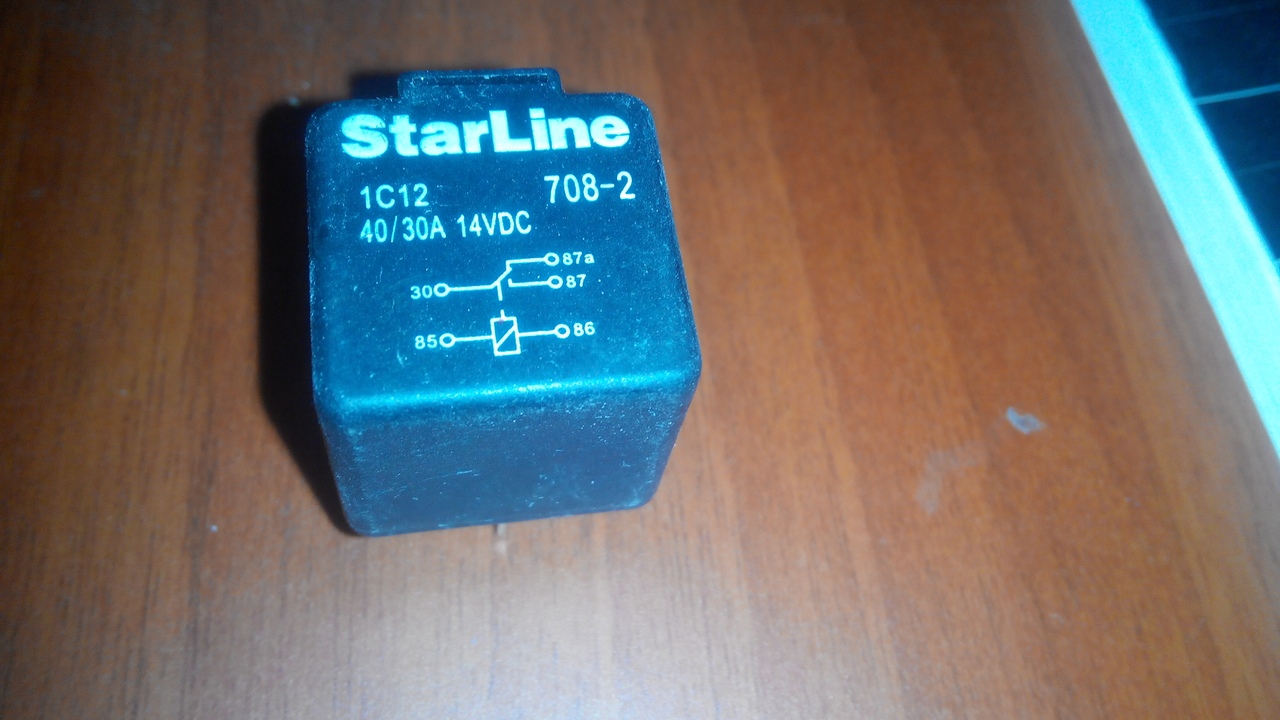 StarLine
1C12 708-2
40/30A 14VDC
87a
30 87
85 86